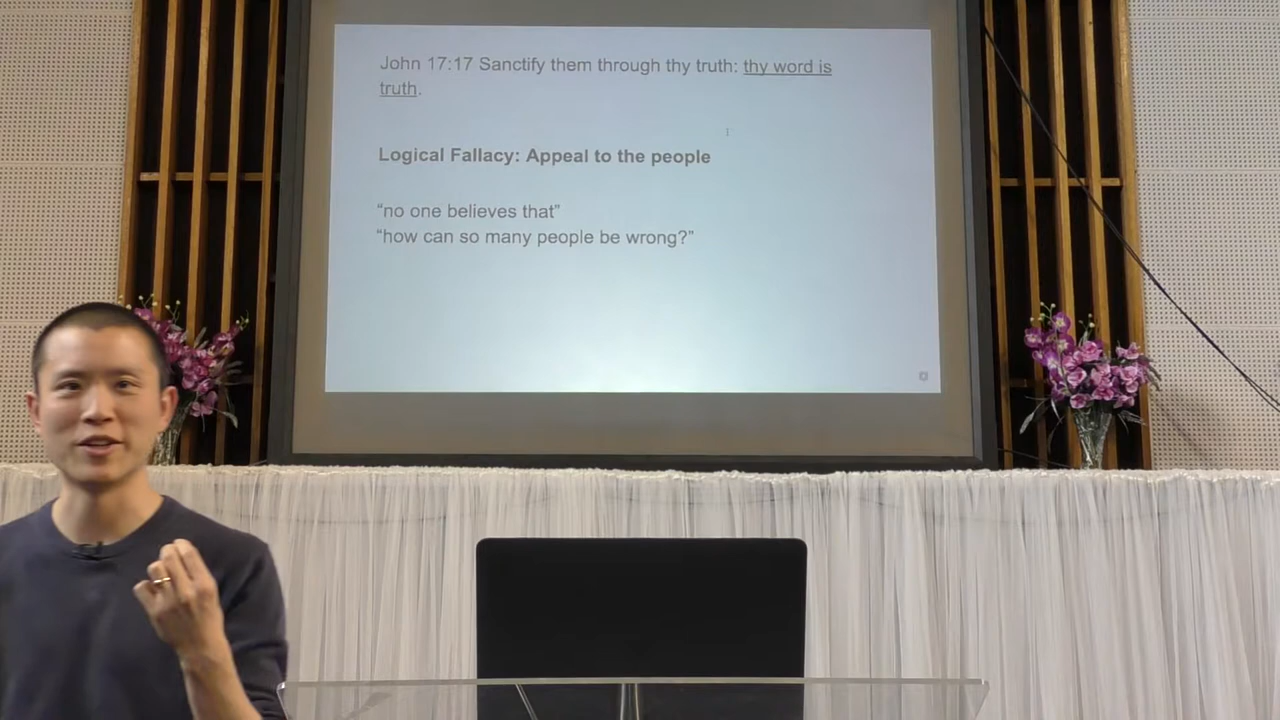 John 17:17 Sanctify them through thy truth: thy word is
truth.
Logical Fallacy: Appeal to the people
“no one believes that”
“how can so many people be wrong?”